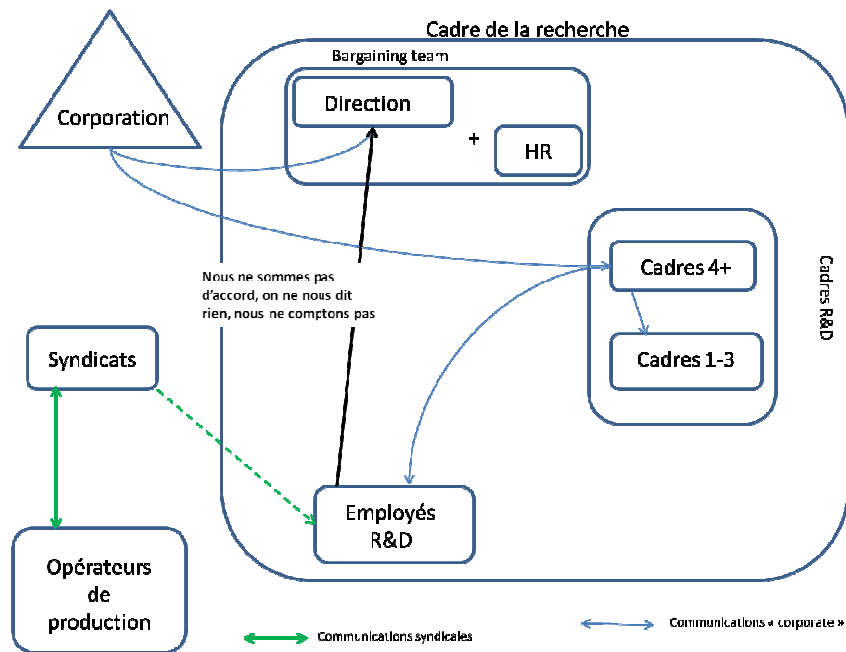 Cadre de la recherche
Bargaining team
Direction
Corporation
+
HR
Nous ne sommes pas
d'accord, on ne nous dit
rien, nous ne comptons pas
Cadres 4+
Cadres R&D
Syndicats
Cadres 1-3
Employés
R&D
Opérateurs
de
production
Communications syndicales
Communications « corporate »